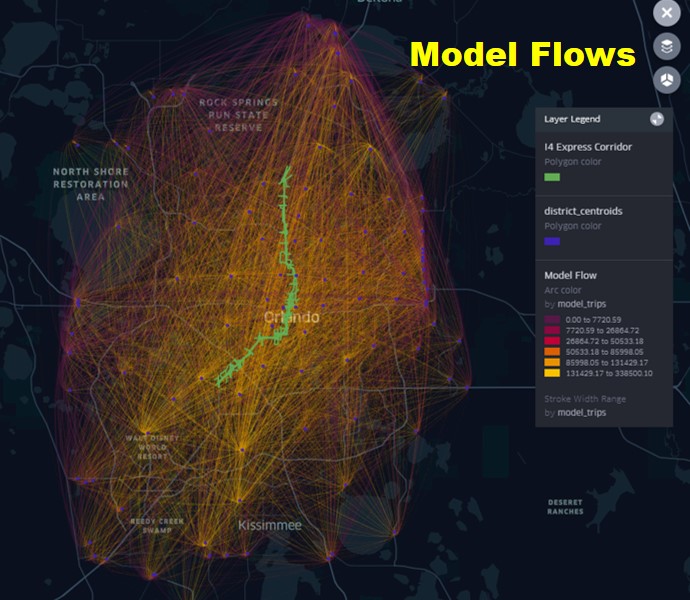 Model Flows
ROCK SPRINGS
RUN STATE
RESERVE
NORTH SHORE
RESTORATION
AREA
Orlando
WALT DISNEY
WORLD
RESORT
REEDY CREEK
SWAMP
Kissimmee
DESERET
RANCHES
Layer Legend
I4 Express Corridor
Polygon color
district_centroids
Polygon color
Model Flow
Arc color
by model_trips
0.00 to 7720.59
7720.59 to 26864.72
26864.72 to 50533.18
50533.18 to 85998.05
85998.05 to 131429.17
131429.17 to 338500.10
Stroke Width Range
by model_trips